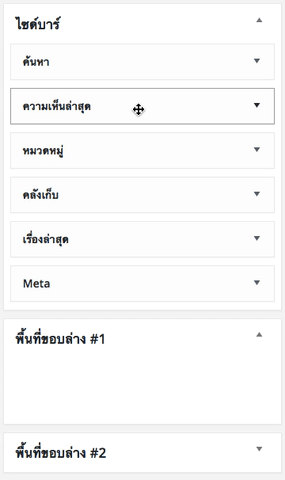 ไซด์บาร์
ค้นหา
ความเห็นล่าสุด
หมวดหมู่
คลังเก็บ
เรื่องล่าสุด
Meta
พื้นที่ขอบล่าง #1
พื้นที่ขอบล่าง #2